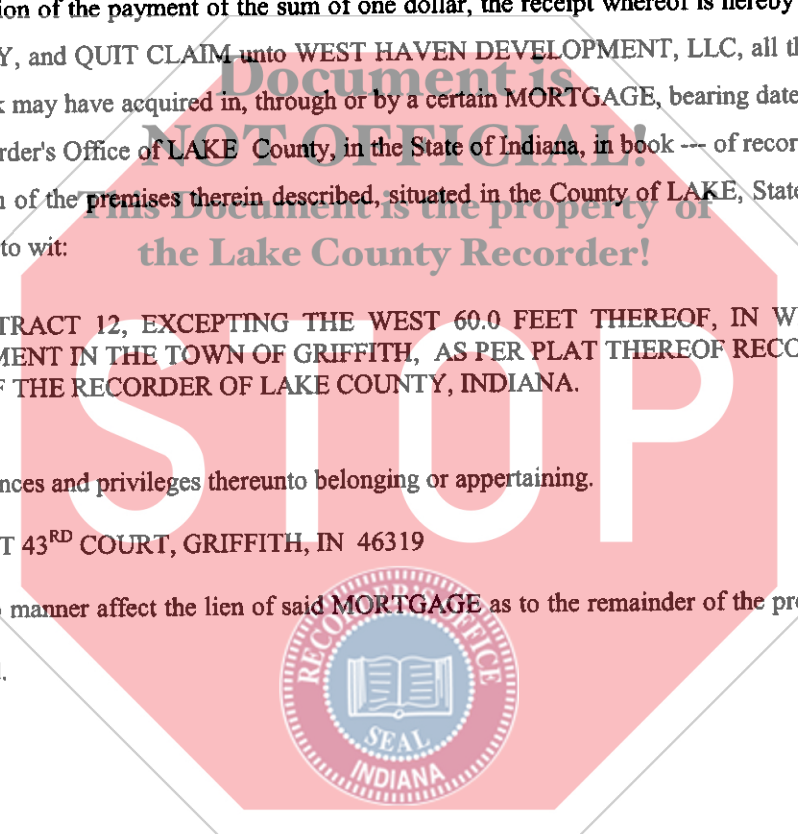 tion of the payment of the sum of one dollar, the receipt whereof is hereby
Y, and QUIT CLAIM unto WEST HAVEN DEVELOPMENT, LLC, all th
Document is
k may have acquired in, through or by a certain MORTGAGE, bearing date
NOT OFFICIAL!
rder's Office of LAKE County, in the State of Indiana, in book --- of recor
This Document is the property of
n of the premises therein described, situated in the County of LAKE, State
the Lake County Recorder!
to wit:
TRACT 12, EXCEPTING THE WEST 60.0 FEET THEREOF, IN W
MENT IN THE TOWN OF GRIFFITH, AS PER PLAT THEREOF RECO
F THE RECORDER OF LAKE COUNTY, INDIANA.
STOP
nces and privileges thereunto belonging or appertaining.
T 43RD COURT, GRIFFITH, IN 46319
o manner affect the lien of said MORTGAGE as to the remainder of the pre
RECORDER'S OFFICE
SEAL
INDIANA